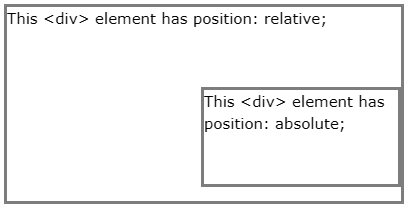 This <div> element has position: relative;
This <div> element has
position: absolute;